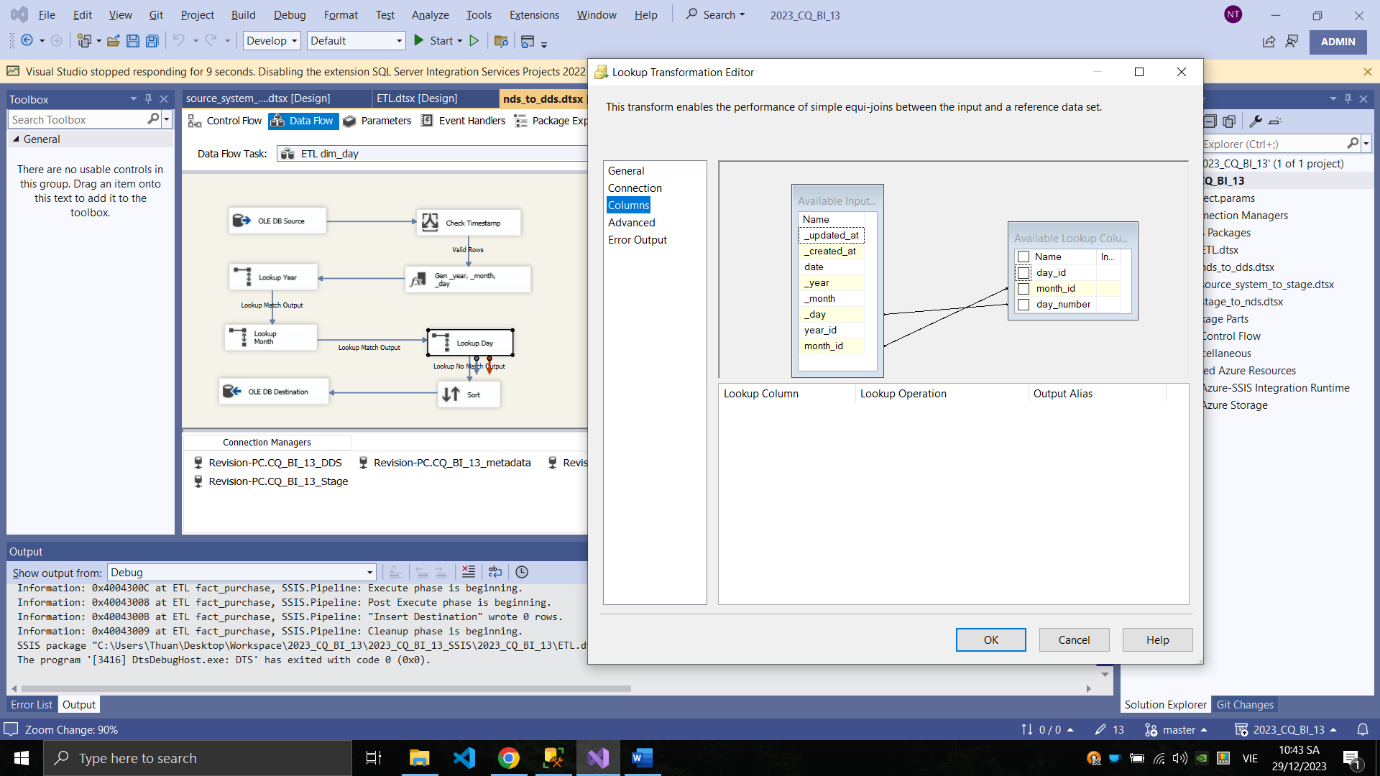 File Edit View Git Project Build Debug Format Test Analyze Tools Extensions Window Help Search 2023_CQ_BI_13 NT
Develop Default Start ADMIN
Visual Studio stopped responding for 9 seconds. Disabling the extension SQL Server Integration Services Projects 2022
Toolbox
Search Toolbox
General
There are no usable controls in
this group. Drag an item onto
this text to add it to the
toolbox.
source_system_....dtsx [Design] ETL.dtsx [Design] nds_to_dds.dtsx
Control Flow Data Flow Parameters Event Handlers Package Exp
Data Flow Task: ETL dim_day
OLE DB Source
Check Timestamp
Valid Rows
Lookup Year
Gen _year, _month,
_day
Lookup Match Output
Lookup
Month
Lookup Match Output
Lookup Day
Lookup No Match Output
OLE DB Destination
Sort
Connection Managers
Revision-PC.CQ_BI_13_DDS Revision-PC.CQ_BI_13_metadata Revis
Revision-PC.CQ_BI_13_Stage
Lookup Transformation Editor
This transform enables the performance of simple equi-joins between the input and a reference data set.
General
Connection
Columns
Advanced
Error Output
Available Input...
Name
_updated_at
_created_at
date
_year
_month
_day
year_id
month_id
Available Lookup Colu...
Name In...
day_id
month_id
day_number
Lookup Column Lookup Operation Output Alias
OK Cancel Help
Explorer (Ctrl+;)
023_CQ_BI_13' (1 of 1 project)
CQ_BI_13
ect.params
nection Managers
Packages
ETL.dtsx
nds_to_dds.dtsx
source_system_to_stage.dtsx
stage_to_nds.dtsx
kage Parts
Control Flow
cellaneous
ed Azure Resources
Azure-SSIS Integration Runtime
Azure Storage
Output
Show output from: Debug
Information: 0x4004300C at ETL fact_purchase, SSIS.Pipeline: Execute phase is beginning.
Information: 0x40043008 at ETL fact_purchase, SSIS.Pipeline: Post Execute phase is beginning.
Information: 0x4004300B at ETL fact_purchase, SSIS.Pipeline: "Insert Destination" wrote 0 rows.
Information: 0x40043009 at ETL fact_purchase, SSIS.Pipeline: Cleanup phase is beginning.
SSIS package "C:\Users\Thuan\Desktop\Workspace\2023_CQ_BI_13\2023_CQ_BI_13_SSIS\2023_CQ_BI_13\ETL.d
The program '[3416] DtsDebugHost.exe: DTS' has exited with code 0 (0x0).
Error List Output
Solution Explorer Git Changes
Zoom Change: 90% 0 / 0 13 master 2023_CQ_BI_13
Type here to search
VIE
10:43 SA
29/12/2023
1